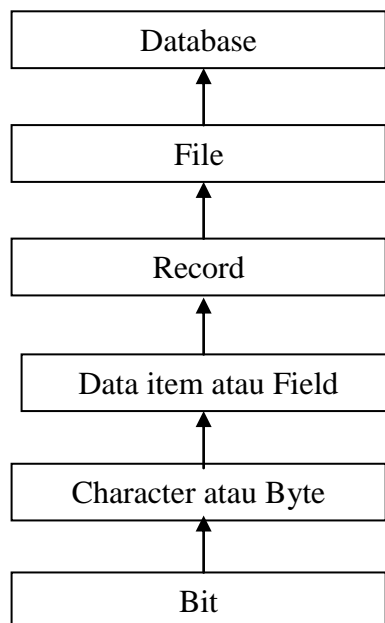 Database
File
Record
Data item atau Field
Character atau Byte
Bit